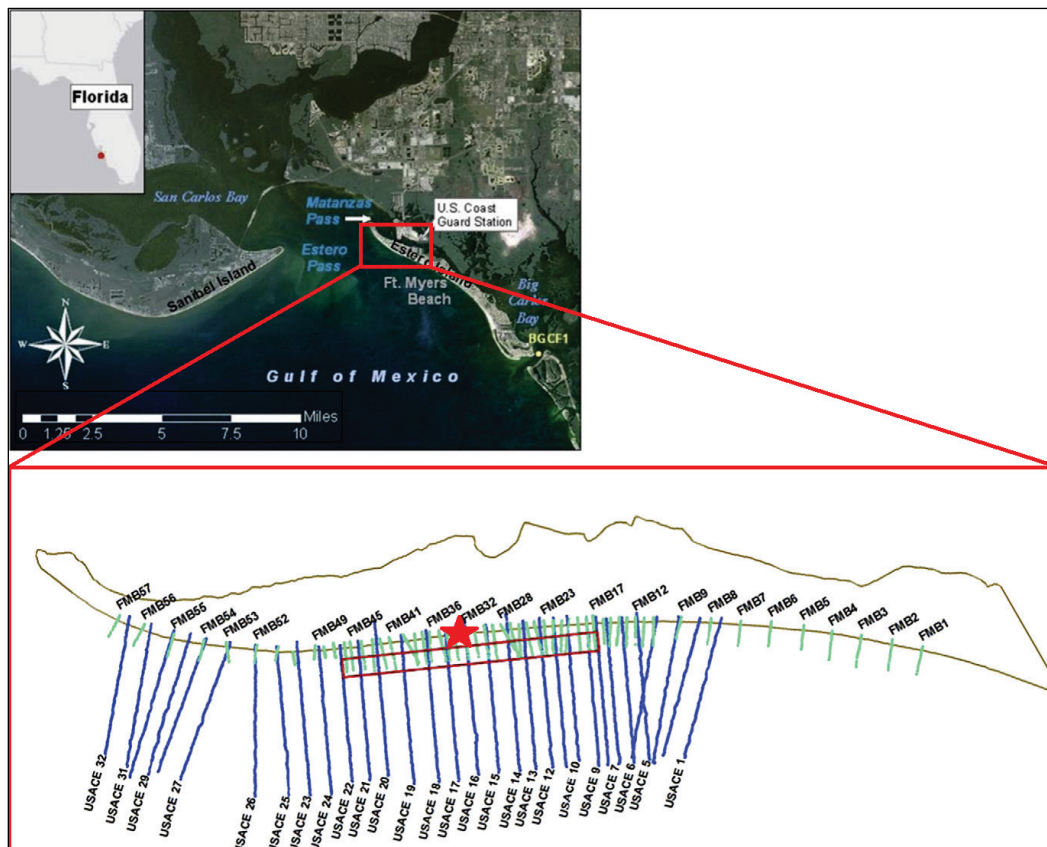 Florida
San Carlos Bay
Matanzas
Pass
U.S. Coast
Guard Station
Estero
Pass
Estero Island
Sanibel Island
Ft. Myers
Beach
Big
Carlos
Bay
BGCF1
N
W E
S
Gulf of Mexico
Miles
0 1.25 2.5 5 7.5 10
FMB57
FMB56
FMB55
FMB54
FMB53
FMB52
FMB49
FMB45
FMB41
FMB36
FMB32
FMB28
FMB23
FMB17
FMB12
FMB9
FMB8
FMB7
FMB6
FMB5
FMB4
FMB3
FMB2
FMB1
USACE 32
USACE 31
USACE 29
USACE 27
USACE 26
USACE 25
USACE 23
USACE 24
USACE 22
USACE 21
USACE 20
USACE 19
USACE 18
USACE 17
USACE 16
USACE 15
USACE 14
USACE 13
USACE 12
USACE 10
USACE 9
USACE 7
USACE 6
USACE 5
USACE 1